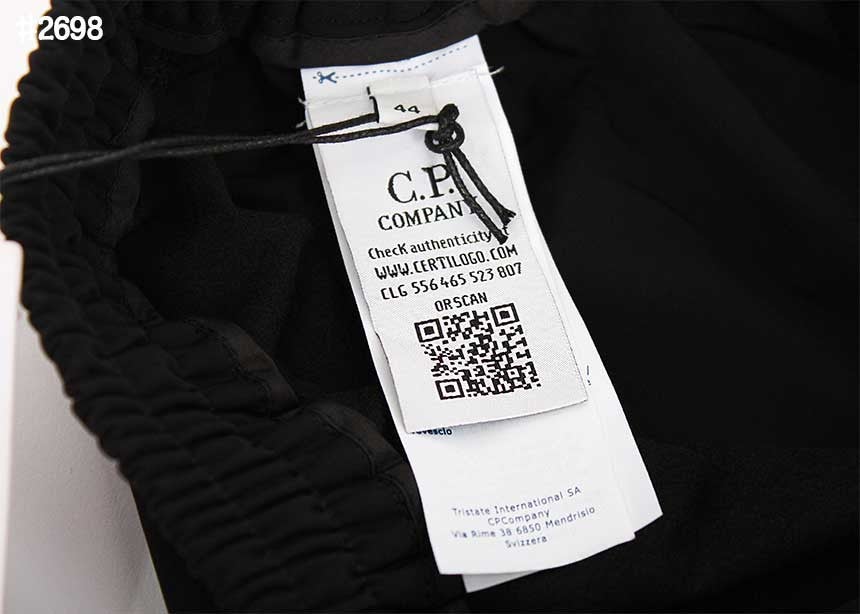 #2698
44
C.P.
COMPANY
CheCK authenticity at
WWW.CERTILOGO.COM
CLG 556 465 523 807
OR SCAN
Tristate International SA
CPCompany
Via Rime 38 6850 Mendrisio
Svizzera